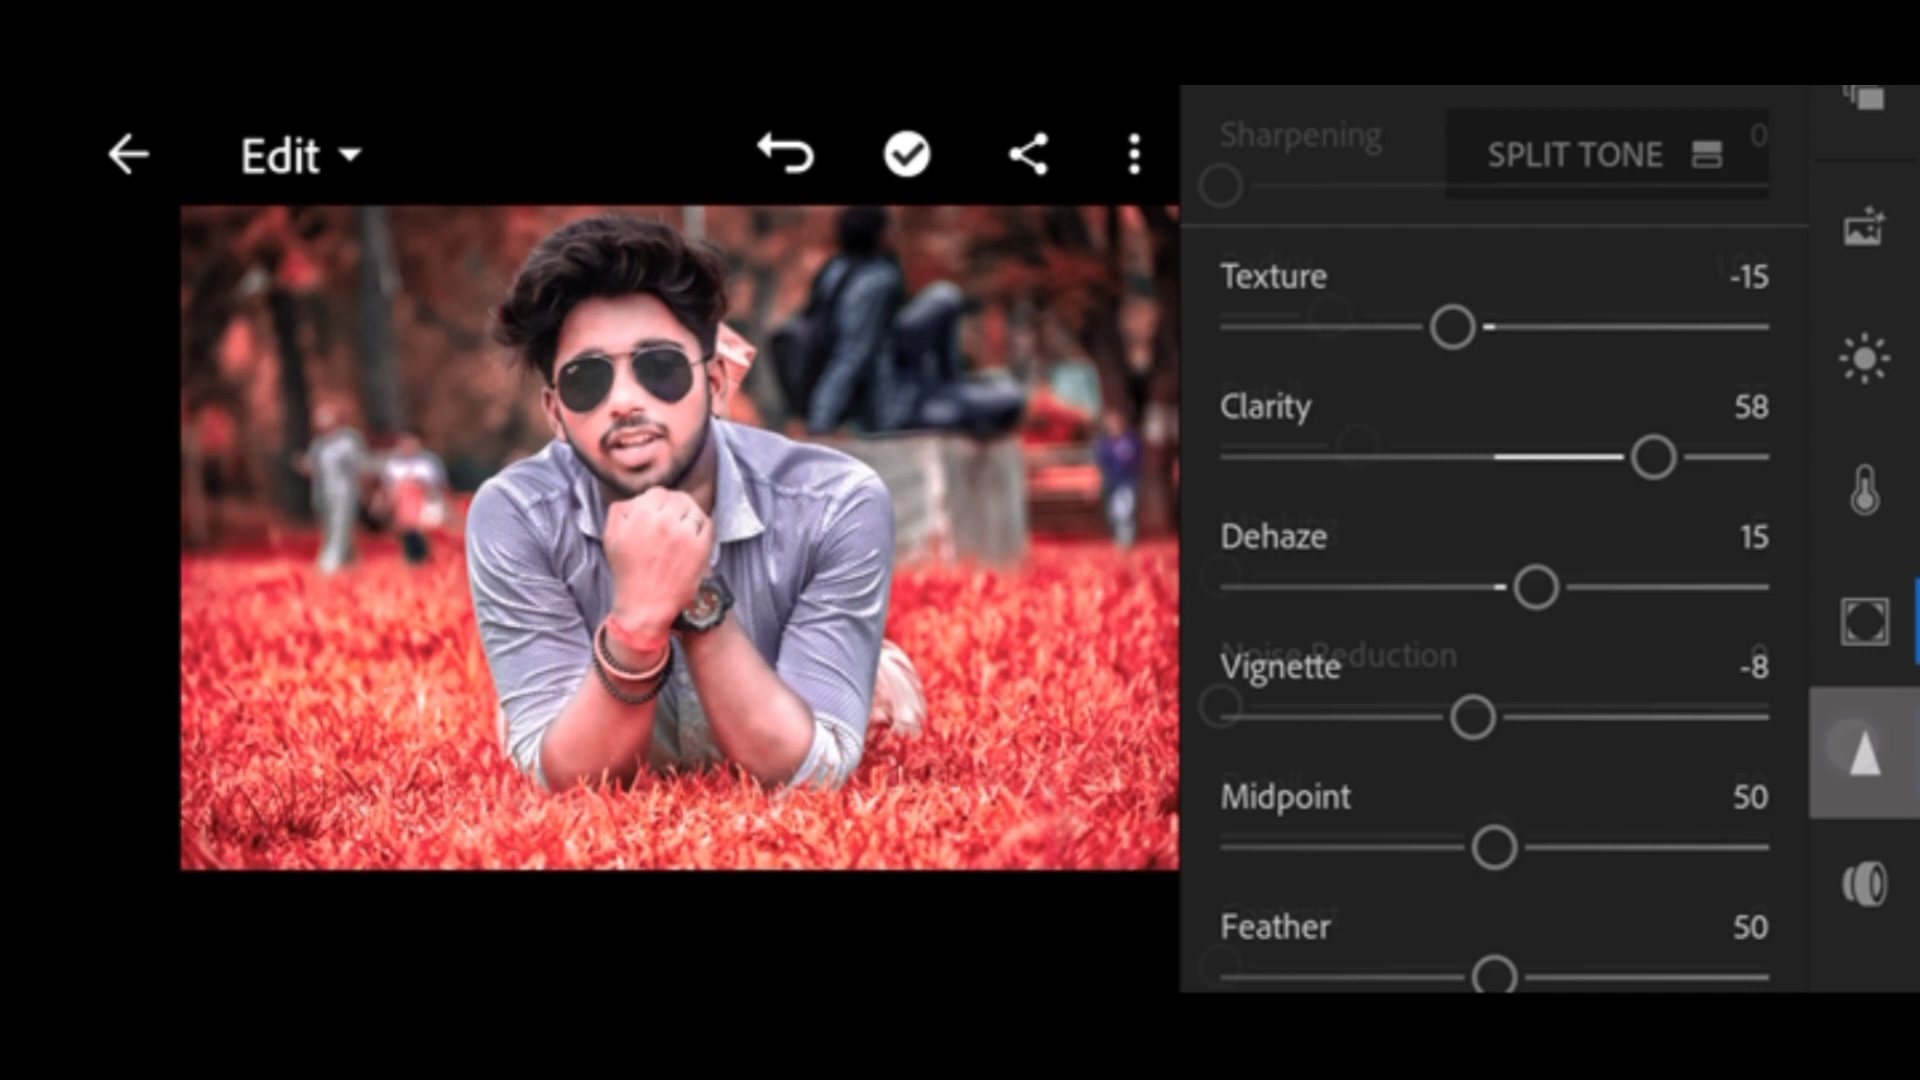 Edit
Sharpening 0
SPLIT TONE
Texture -15
Clarity 58
Dehaze 15
Noise Reduction 0
Vignette -8
Midpoint 50
Feather 50